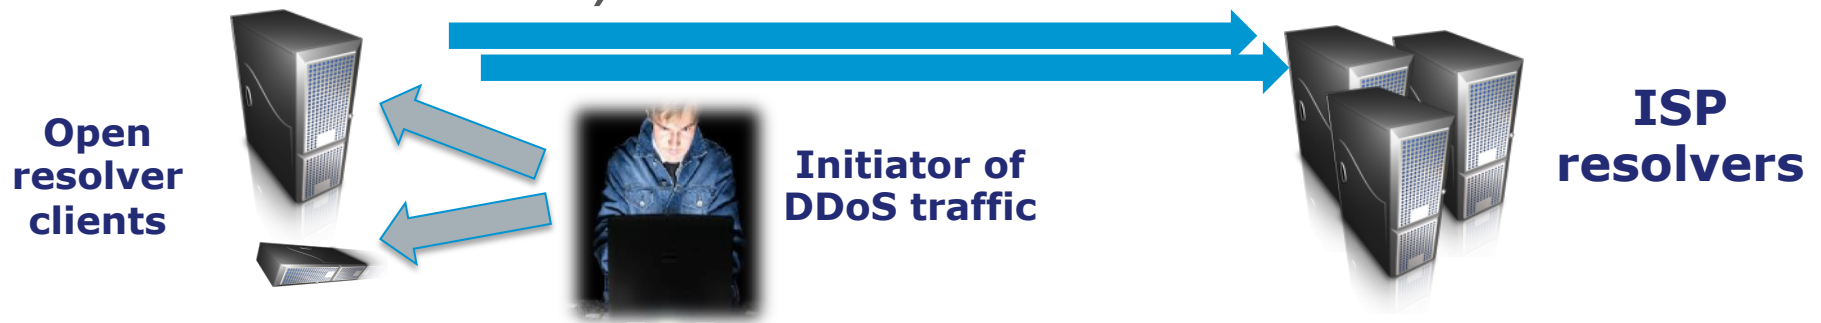 Open
resolver
clients
Initiator of
DDoS traffic
ISP
resolvers